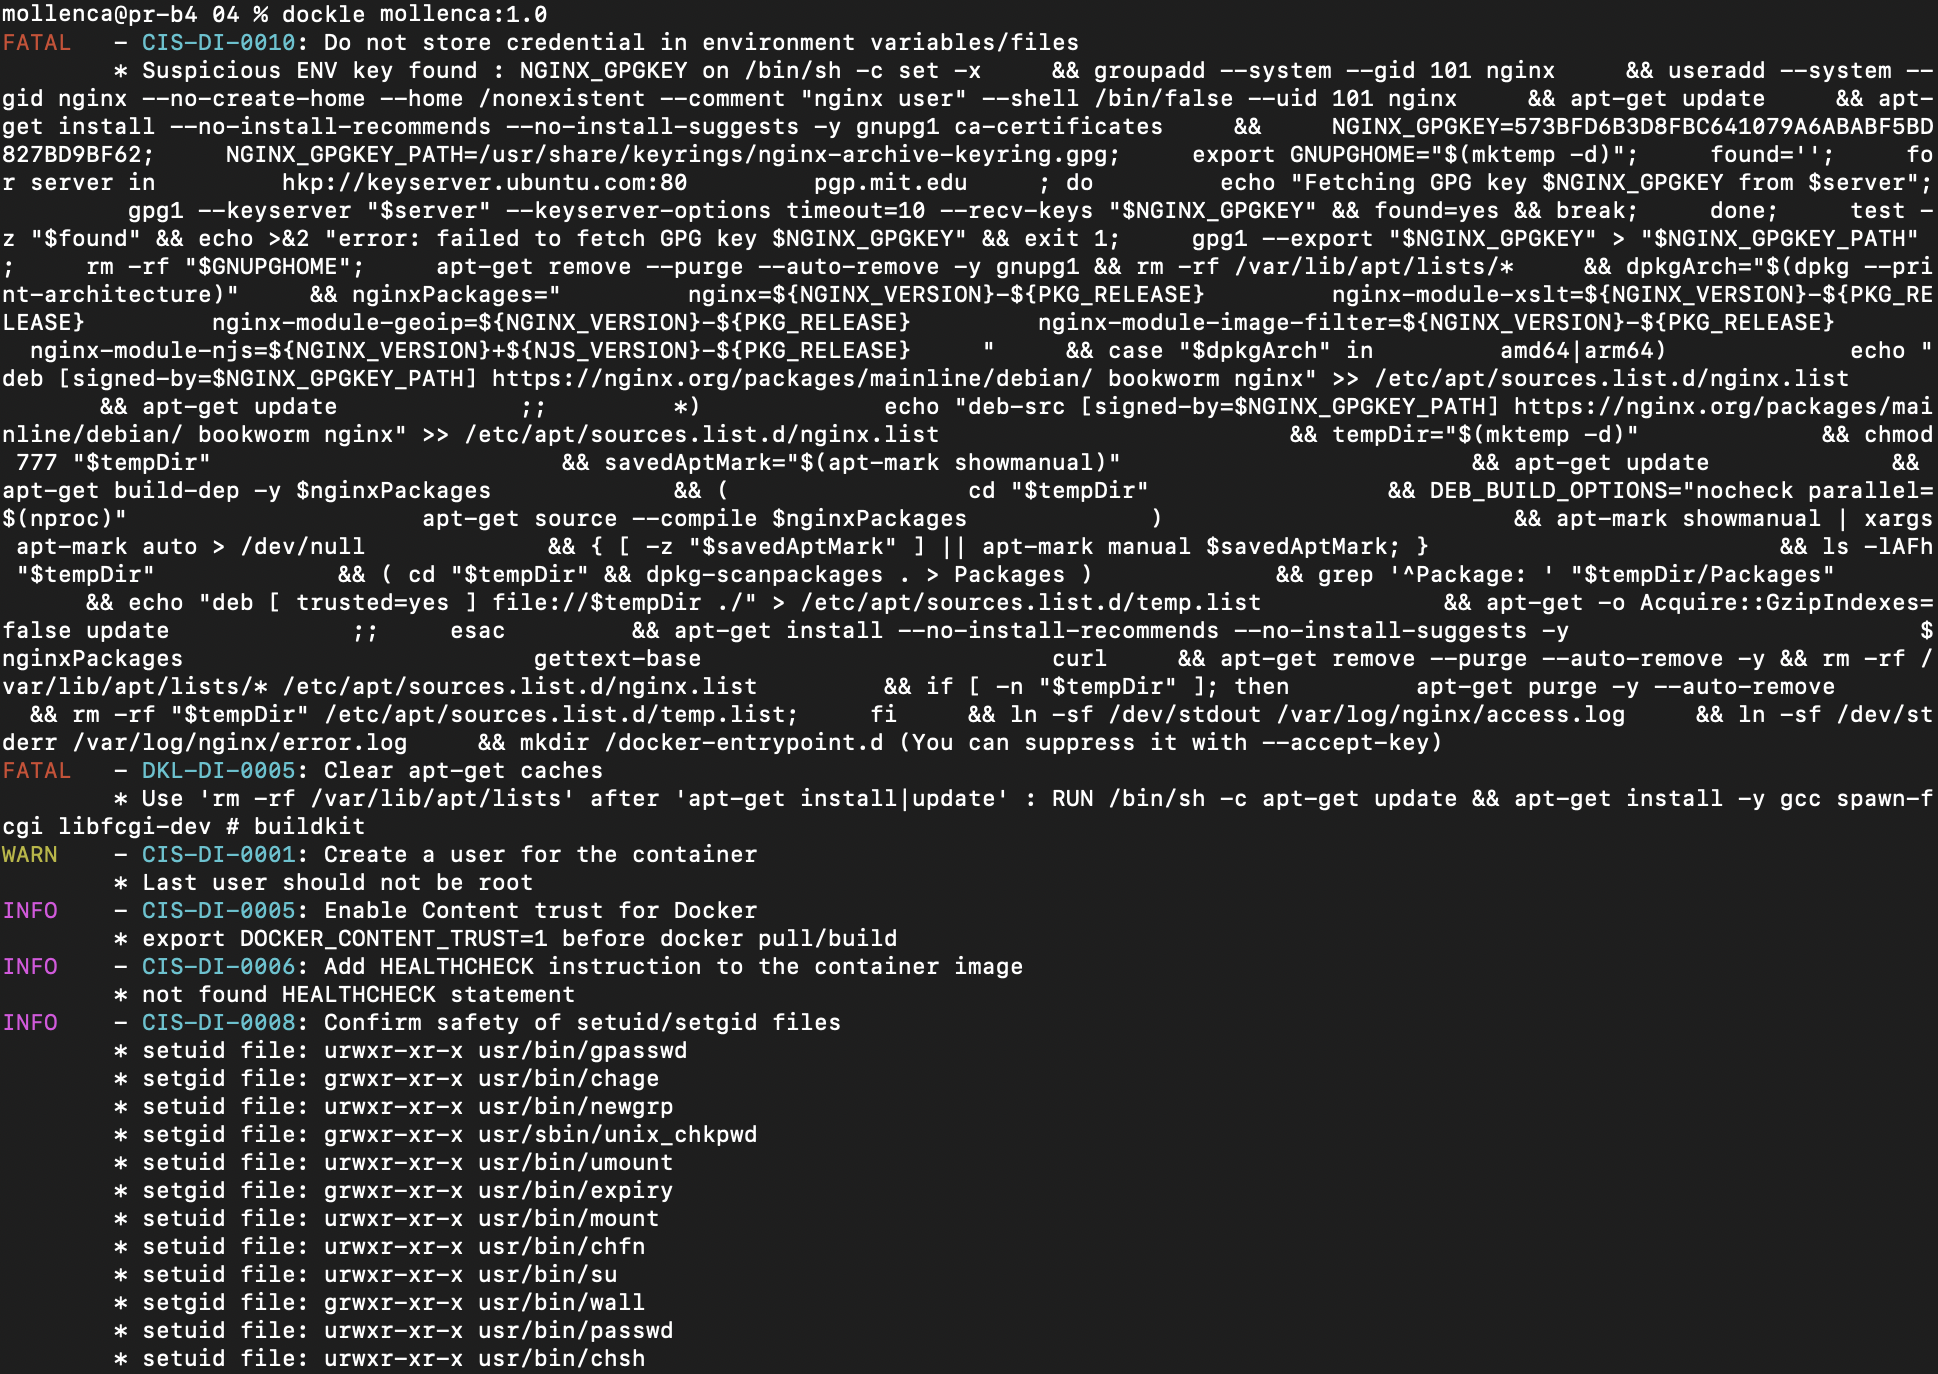 mollenca@pr-b4 04 % dockle mollenca:1.0
FATAL   - CIS-DI-0010: Do not store credential in environment variables/files
        * Suspicious ENV key found : NGINX_GPGKEY on /bin/sh -c set -x     && groupadd --system --gid 101 nginx     && useradd --system --
gid nginx --no-create-home --home /nonexistent --comment "nginx user" --shell /bin/false --uid 101 nginx     && apt-get update     && apt-
get install --no-install-recommends --no-install-suggests -y gnupg1 ca-certificates     &&     NGINX_GPGKEY=573BFD6B3D8FBC641079A6ABABF5BD
827BD9BF62;     NGINX_GPGKEY_PATH=/usr/share/keyrings/nginx-archive-keyring.gpg;     export GNUPGHOME="$(mktemp -d)";     found='';     fo
r server in         hkp://keyserver.ubuntu.com:80         pgp.mit.edu     ; do         echo "Fetching GPG key $NGINX_GPGKEY from $server";
         gpg1 --keyserver "$server" --keyserver-options timeout=10 --recv-keys "$NGINX_GPGKEY" && found=yes && break;     done;     test -
z "$found" && echo >&2 "error: failed to fetch GPG key $NGINX_GPGKEY" && exit 1;     gpg1 --export "$NGINX_GPGKEY" > "$NGINX_GPGKEY_PATH"
;     rm -rf "$GNUPGHOME";     apt-get remove --purge --auto-remove -y gnupg1 && rm -rf /var/lib/apt/lists/*     && dpkgArch="$(dpkg --pri
nt-architecture)"     && nginxPackages="         nginx=${NGINX_VERSION}-${PKG_RELEASE}         nginx-module-xslt=${NGINX_VERSION}-${PKG_RE
LEASE}         nginx-module-geoip=${NGINX_VERSION}-${PKG_RELEASE}         nginx-module-image-filter=${NGINX_VERSION}-${PKG_RELEASE}
  nginx-module-njs=${NGINX_VERSION}+${NJS_VERSION}-${PKG_RELEASE}     "     && case "$dpkgArch" in         amd64|arm64)             echo "
deb [signed-by=$NGINX_GPGKEY_PATH] https://nginx.org/packages/mainline/debian/ bookworm nginx" >> /etc/apt/sources.list.d/nginx.list
       && apt-get update             ;;         *)             echo "deb-src [signed-by=$NGINX_GPGKEY_PATH] https://nginx.org/packages/mai
nline/debian/ bookworm nginx" >> /etc/apt/sources.list.d/nginx.list                         && tempDir="$(mktemp -d)"             && chmod
 777 "$tempDir"                         && savedAptMark="$(apt-mark showmanual)"                         && apt-get update             &&
apt-get build-dep -y $nginxPackages             && (                 cd "$tempDir"                 && DEB_BUILD_OPTIONS="nocheck parallel=
$(nproc)"                     apt-get source --compile $nginxPackages             )                         && apt-mark showmanual | xargs
 apt-mark auto > /dev/null             && { [ -z "$savedAptMark" ] || apt-mark manual $savedAptMark; }                         && ls -lAFh
 "$tempDir"             && ( cd "$tempDir" && dpkg-scanpackages . > Packages )             && grep '^Package: ' "$tempDir/Packages"
      && echo "deb [ trusted=yes ] file://$tempDir ./" > /etc/apt/sources.list.d/temp.list             && apt-get -o Acquire::GzipIndexes=
false update             ;;     esac         && apt-get install --no-install-recommends --no-install-suggests -y                         $
nginxPackages                         gettext-base                         curl     && apt-get remove --purge --auto-remove -y && rm -rf /
var/lib/apt/lists/* /etc/apt/sources.list.d/nginx.list         && if [ -n "$tempDir" ]; then         apt-get purge -y --auto-remove
  && rm -rf "$tempDir" /etc/apt/sources.list.d/temp.list;     fi     && ln -sf /dev/stdout /var/log/nginx/access.log     && ln -sf /dev/st
derr /var/log/nginx/error.log     && mkdir /docker-entrypoint.d (You can suppress it with --accept-key)
FATAL   - DKL-DI-0005: Clear apt-get caches
        * Use 'rm -rf /var/lib/apt/lists' after 'apt-get install|update' : RUN /bin/sh -c apt-get update && apt-get install -y gcc spawn-f
cgi libfcgi-dev # buildkit
WARN    - CIS-DI-0001: Create a user for the container
        * Last user should not be root
INFO    - CIS-DI-0005: Enable Content trust for Docker
        * export DOCKER_CONTENT_TRUST=1 before docker pull/build
INFO    - CIS-DI-0006: Add HEALTHCHECK instruction to the container image
        * not found HEALTHCHECK statement
INFO    - CIS-DI-0008: Confirm safety of setuid/setgid files
        * setuid file: urwxr-xr-x usr/bin/gpasswd
        * setgid file: grwxr-xr-x usr/bin/chage
        * setuid file: urwxr-xr-x usr/bin/newgrp
        * setgid file: grwxr-xr-x usr/sbin/unix_chkpwd
        * setuid file: urwxr-xr-x usr/bin/umount
        * setgid file: grwxr-xr-x usr/bin/expiry
        * setuid file: urwxr-xr-x usr/bin/mount
        * setuid file: urwxr-xr-x usr/bin/chfn
        * setuid file: urwxr-xr-x usr/bin/su
        * setgid file: grwxr-xr-x usr/bin/wall
        * setuid file: urwxr-xr-x usr/bin/passwd
        * setuid file: urwxr-xr-x usr/bin/chsh